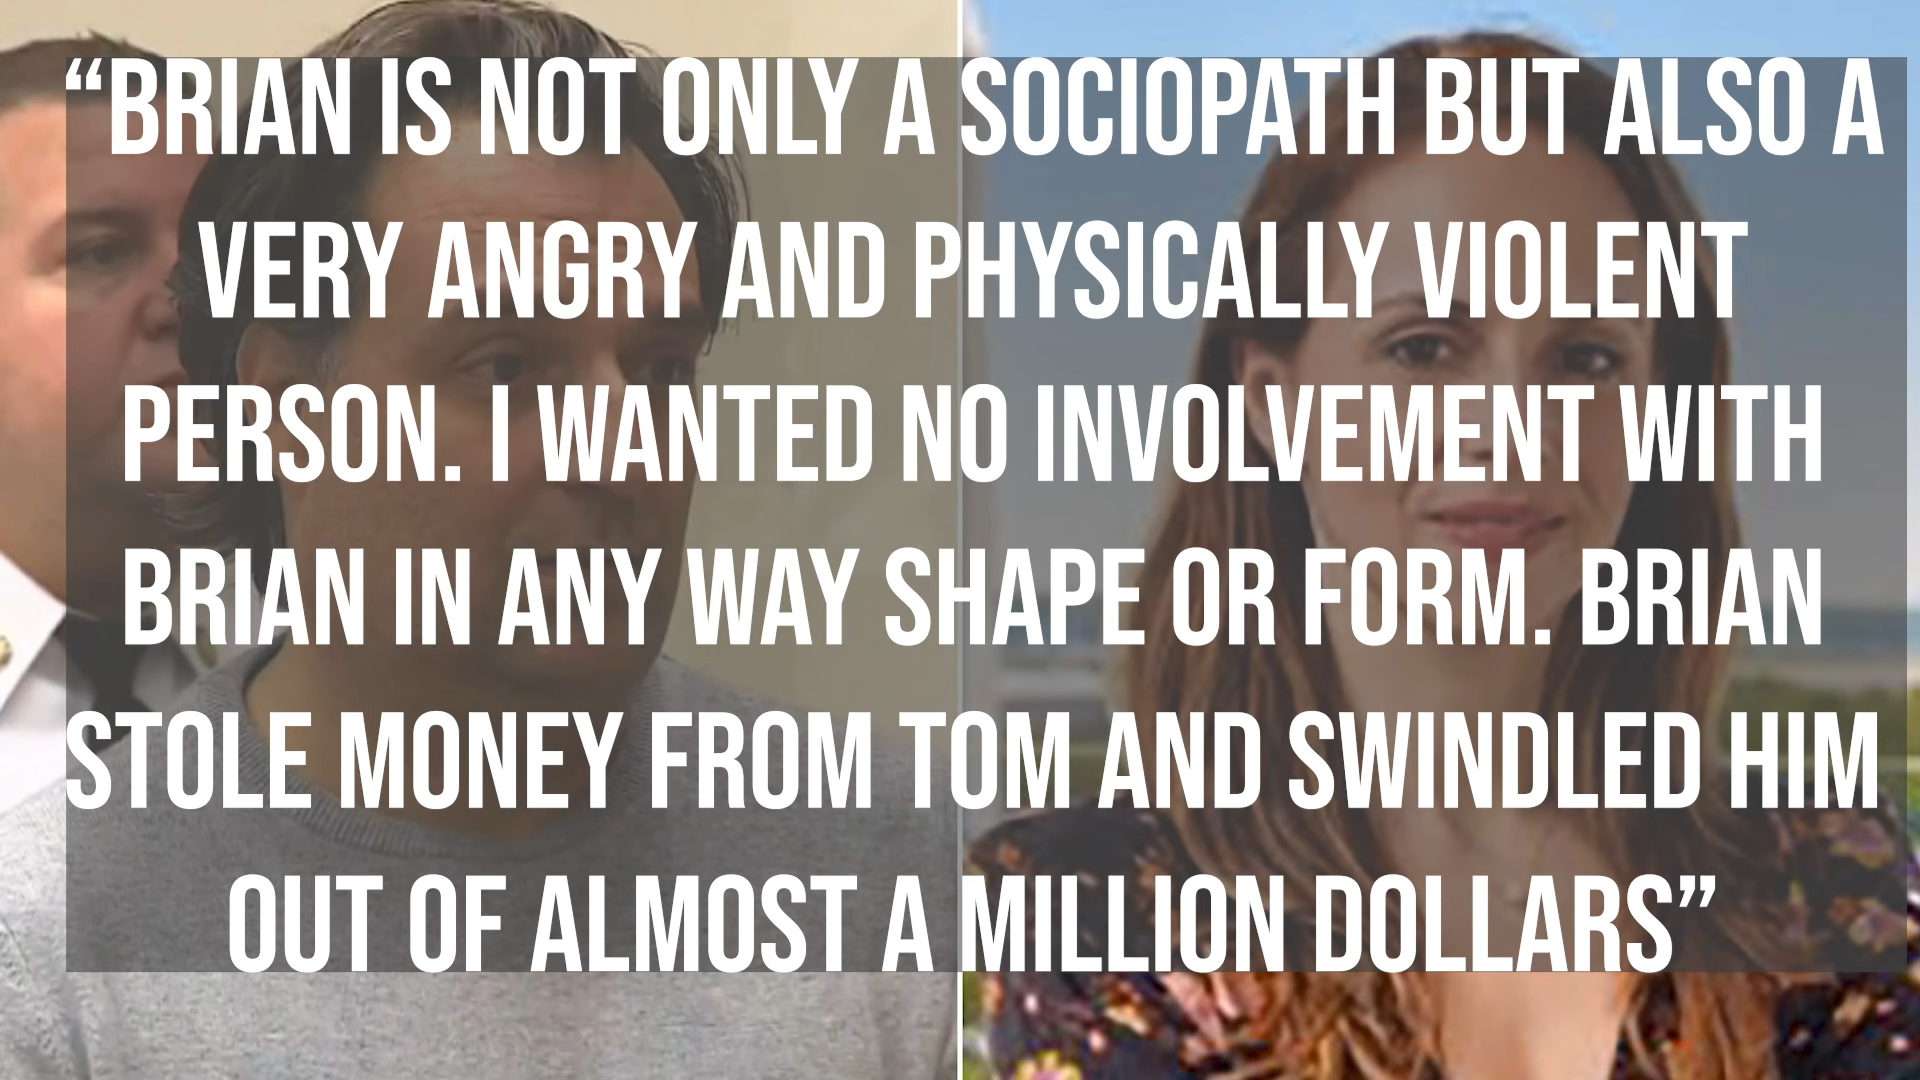 “BRIAN IS NOT ONLY A SOCIOPATH BUT ALSO A
VERY ANGRY AND PHYSICALLY VIOLENT
PERSON. I WANTED NO INVOLVEMENT WITH
BRIAN IN ANY WAY SHAPE OR FORM. BRIAN
STOLE MONEY FROM TOM AND SWINDLED HIM
OUT OF ALMOST A MILLION DOLLARS”